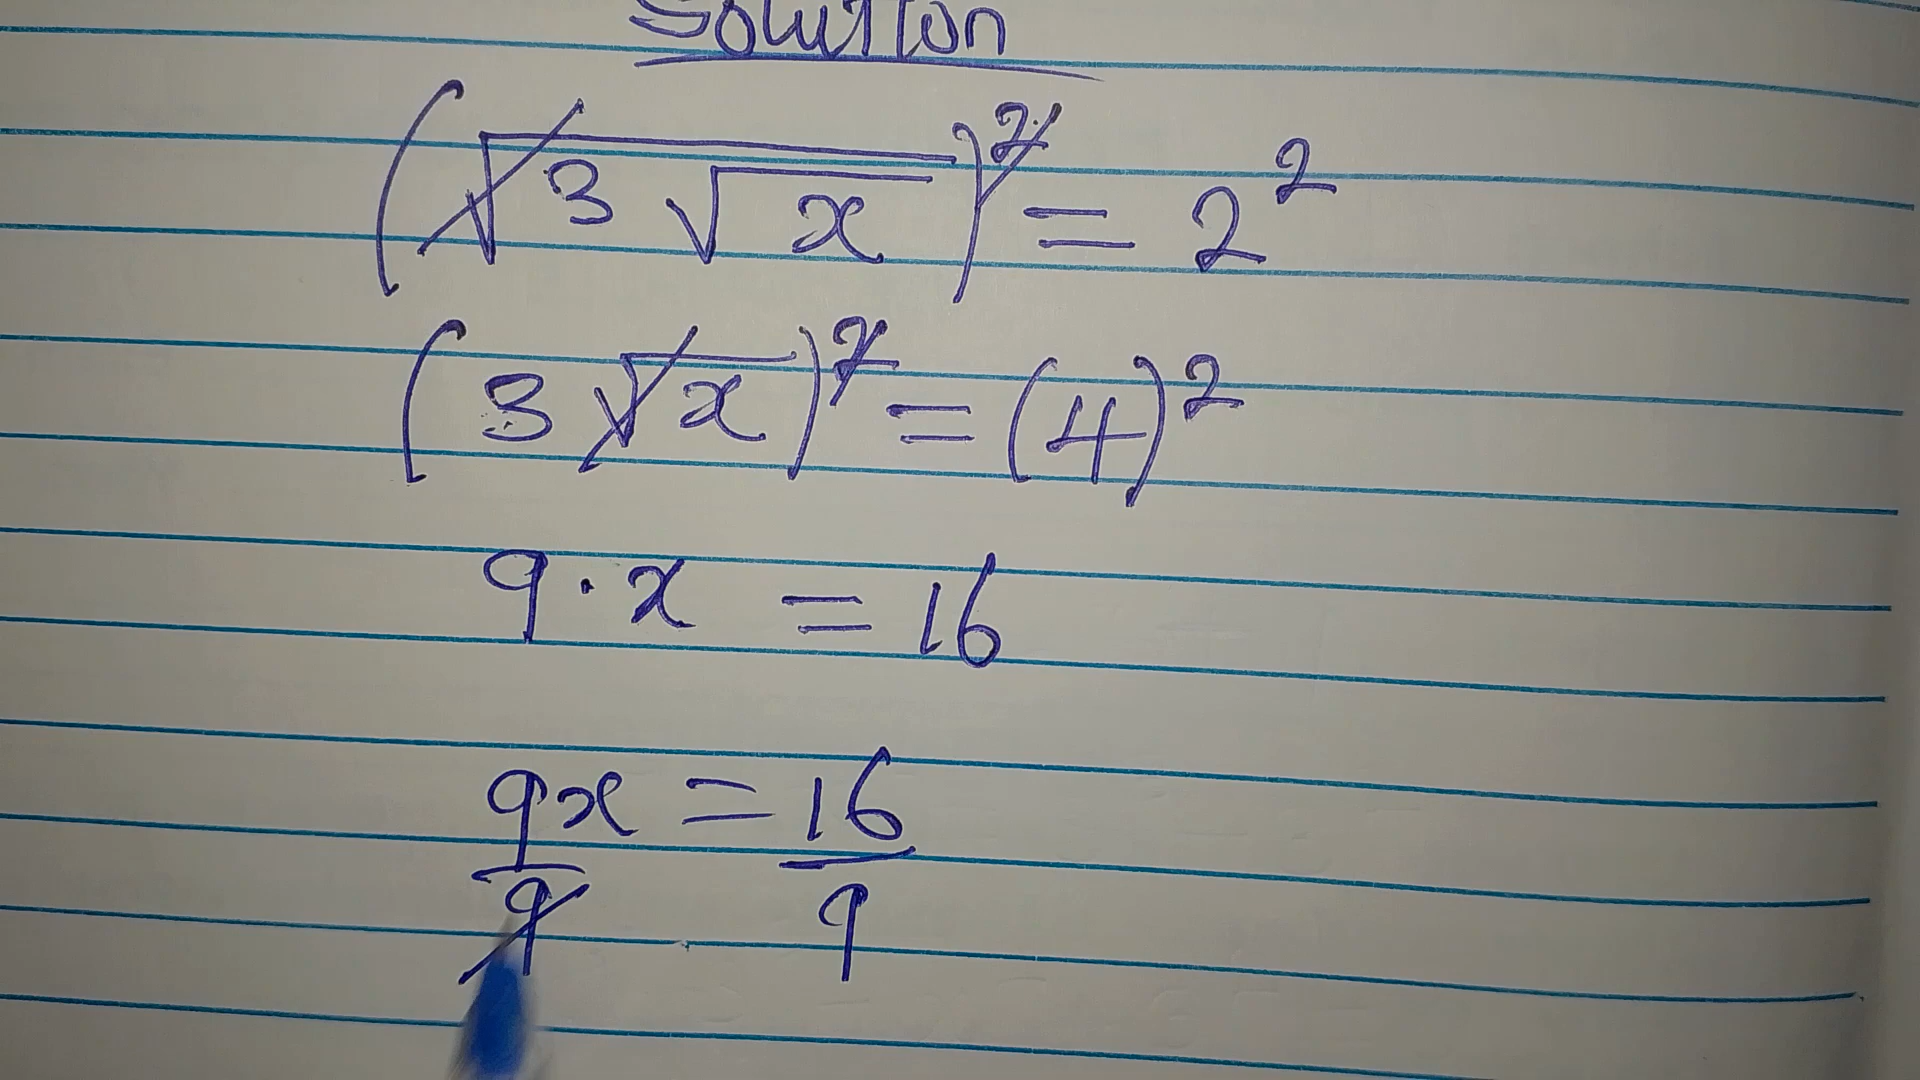 Solution
(√(3√x))² = 2²
(3√x)² = (4)²
9 · x = 16
9x/9 = 16/9